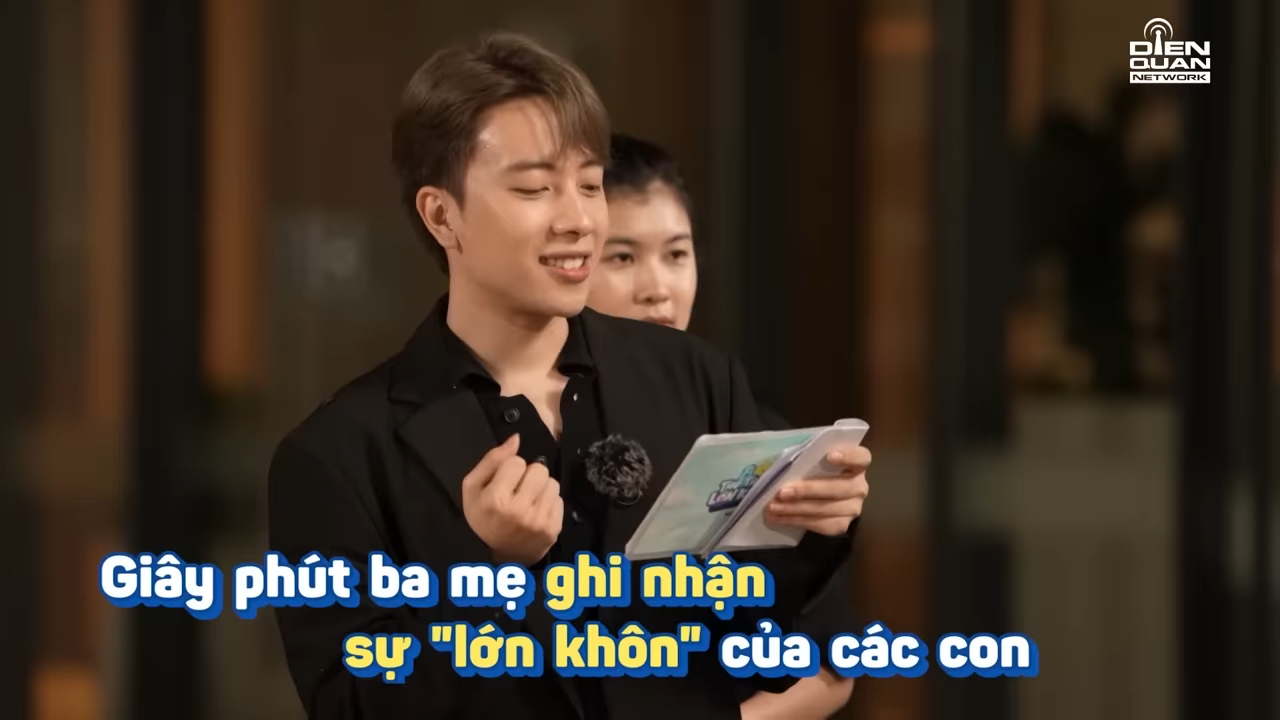 DIEN
QUAN
NETWORK
Giây phút ba mẹ ghi nhận
sự "lớn khôn" của các con